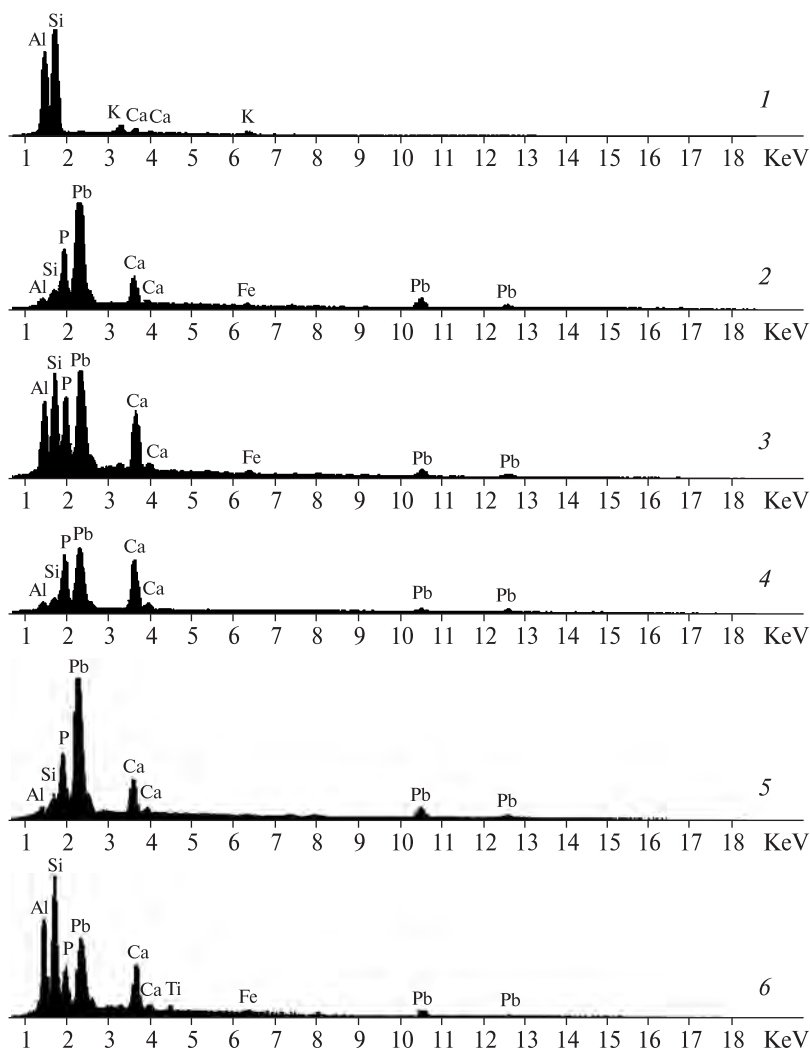 Si
Al
K Ca Ca K
1
1 2 3 4 5 6 7 8 9 10 11 12 13 14 15 16 17 18 KeV
Pb
P
Si
Al
Ca
Ca Fe Pb Pb
2
1 2 3 4 5 6 7 8 9 10 11 12 13 14 15 16 17 18 KeV
Si Pb
Al P
Ca
Ca Fe Pb Pb
3
1 2 3 4 5 6 7 8 9 10 11 12 13 14 15 16 17 18 KeV
P Pb
Si
Al
Ca
Ca Pb Pb
4
1 2 3 4 5 6 7 8 9 10 11 12 13 14 15 16 17 18 KeV
Pb
P
Si
Al
Ca
Ca Pb Pb
5
1 2 3 4 5 6 7 8 9 10 11 12 13 14 15 16 17 18 KeV
Si
Al
Pb
P
Ca
Ca Ti Fe Pb Pb
6
1 2 3 4 5 6 7 8 9 10 11 12 13 14 15 16 17 18 KeV